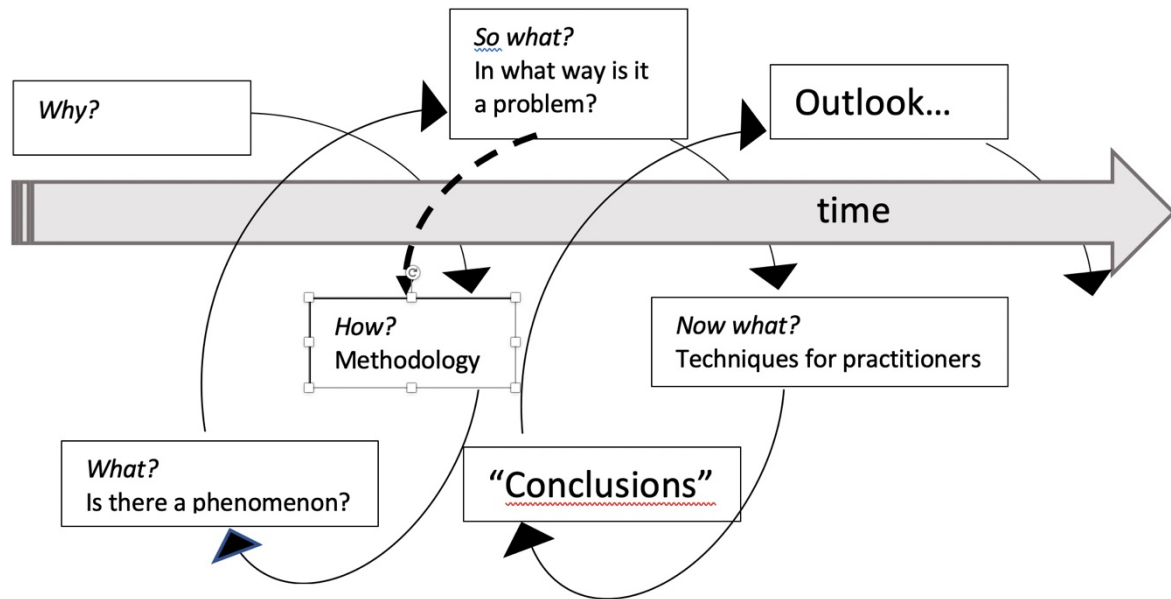 Why?
So what?
In what way is it
a problem?
Outlook...
time
How?
Methodology
Now what?
Techniques for practitioners
What?
Is there a phenomenon?
“Conclusions”